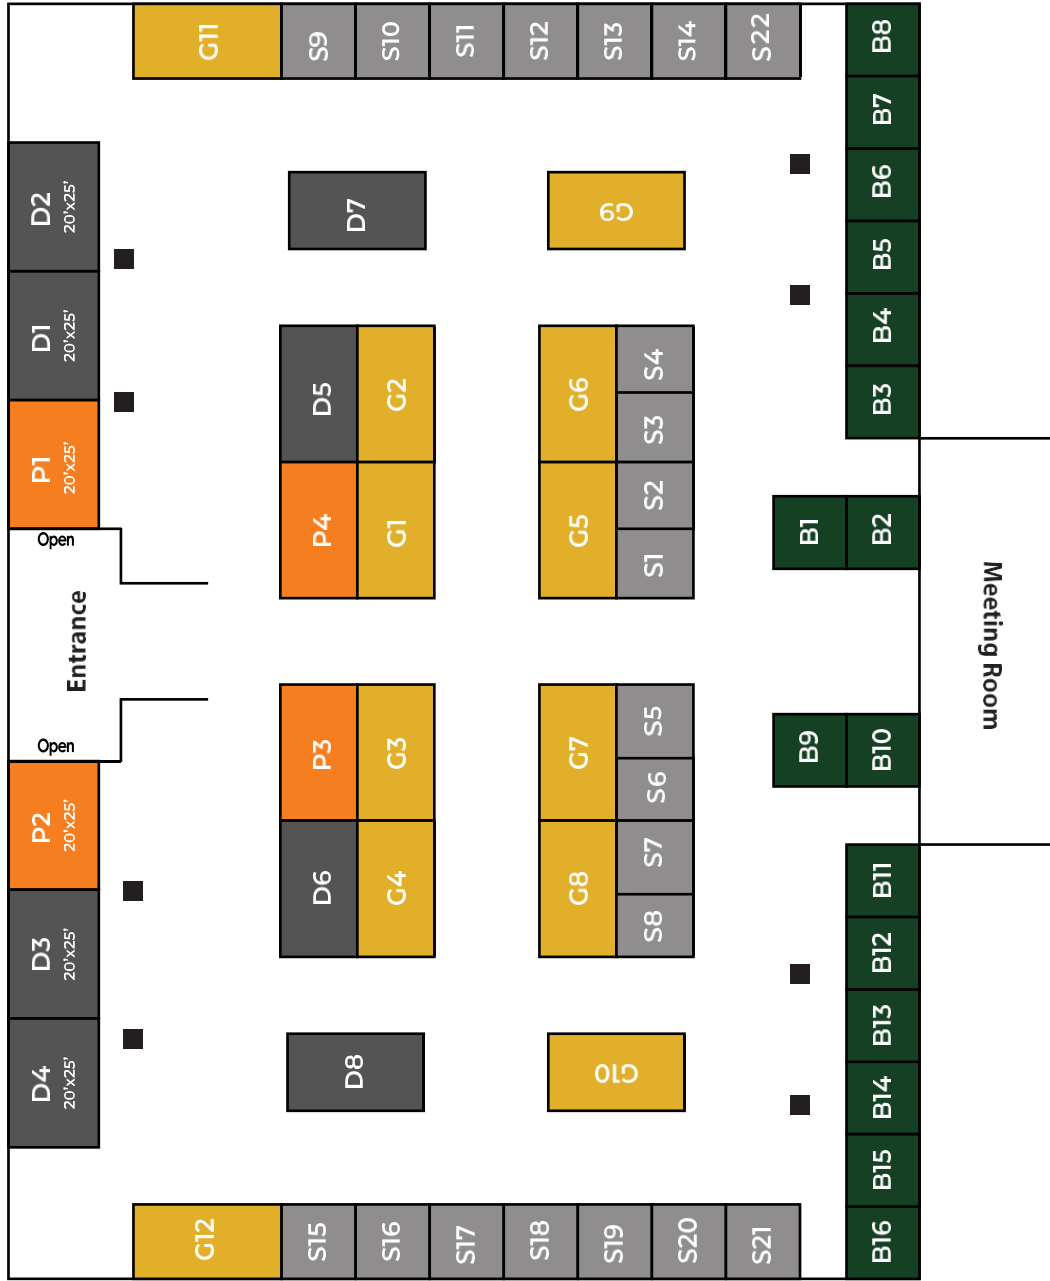 G11
S9
S10
S11
S12
S13
S14
S22
B8
B7
B6
B5
B4
B3
D2
20'x25'
D1
20'x25'
P1
20'x25'
D7
G9
D5
G2
G6
S4
S3
P4
G1
G5
S2
S1
B1
B2
Open
Entrance
Open
Meeting Room
P3
G3
G7
S5
S6
B9
B10
D6
G4
G8
S7
S8
P2
20'x25'
D3
20'x25'
D4
20'x25'
D8
G10
B11
B12
B13
B14
B15
B16
G12
S15
S16
S17
S18
S19
S20
S21